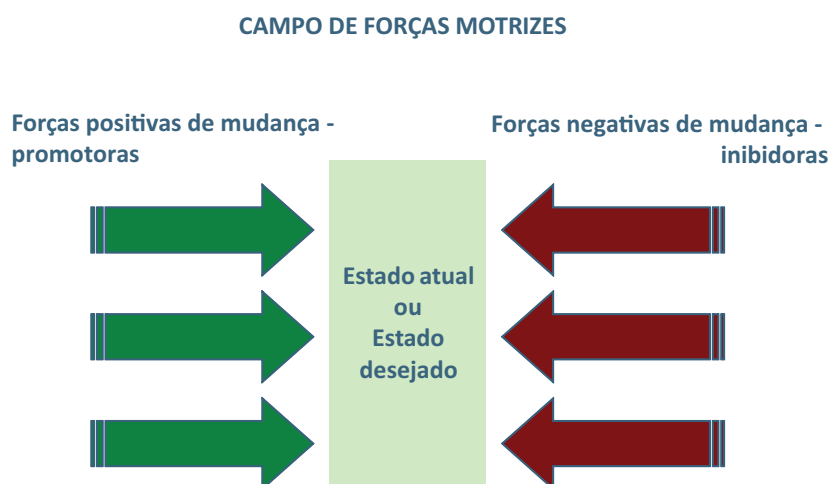 CAMPO DE FORÇAS MOTRIZES
Forças positivas de mudança -
promotoras
Forças negativas de mudança -
inibidoras
Estado atual
ou
Estado
desejado